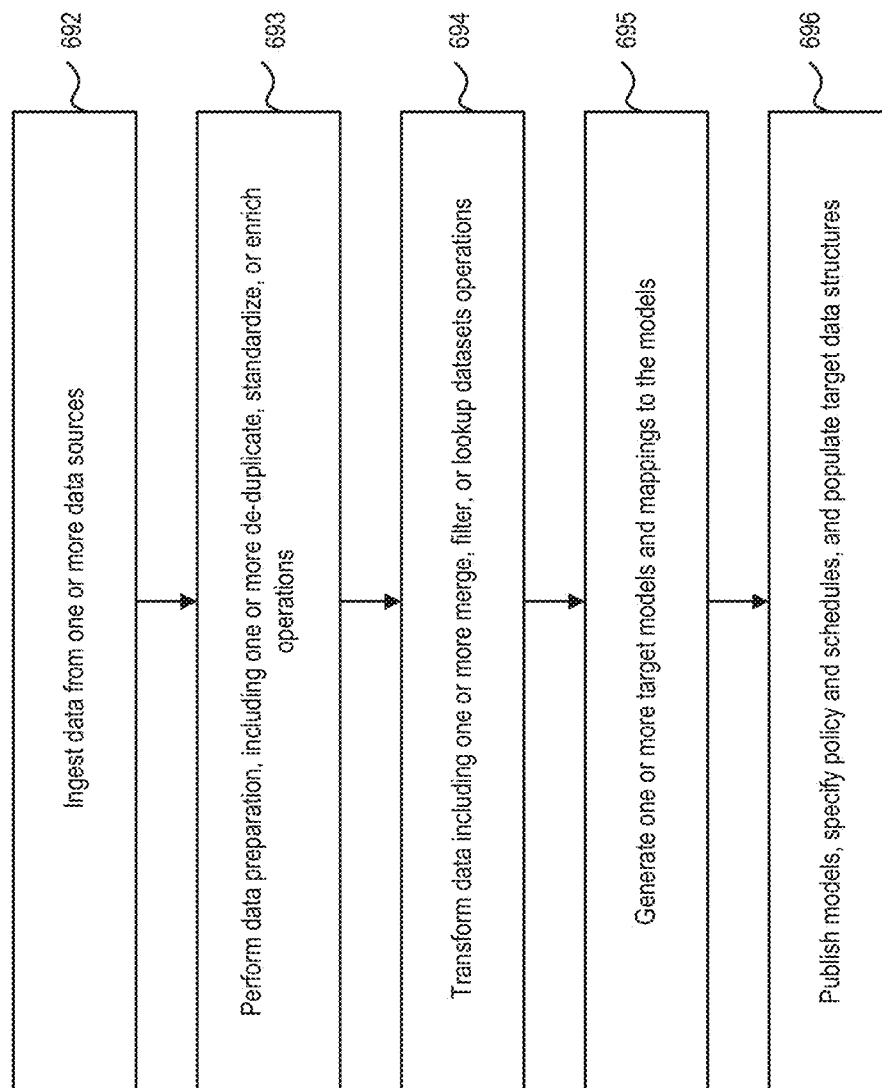 Ingest data from one or more data sources
692
Perform data preparation, including one or more de-duplicate, standardize, or enrich
operations
693
Transform data including one or more merge, filter, or lookup datasets operations
694
Generate one or more target models and mappings to the models
695
Publish models, specify policy and schedules, and populate target data structures
696